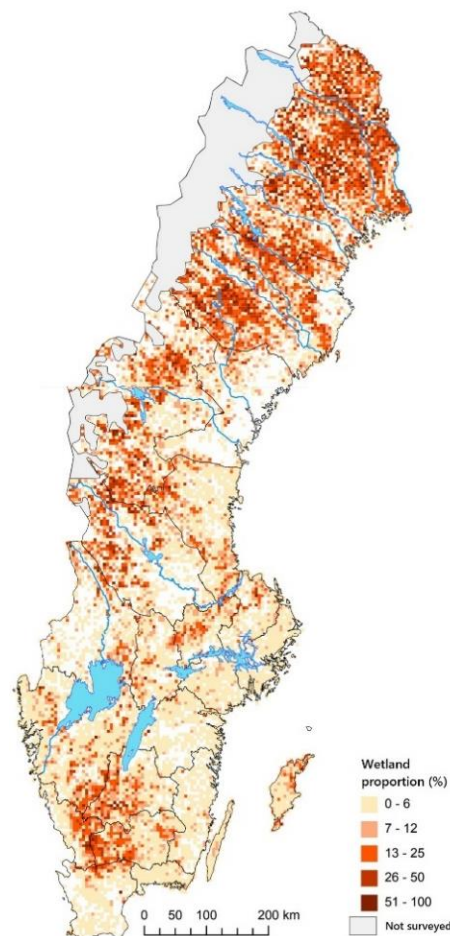 Wetland
proportion (%)
0 - 6
7 - 12
13 - 25
26 - 50
51 - 100
Not surveyed
0 50 100 200 km